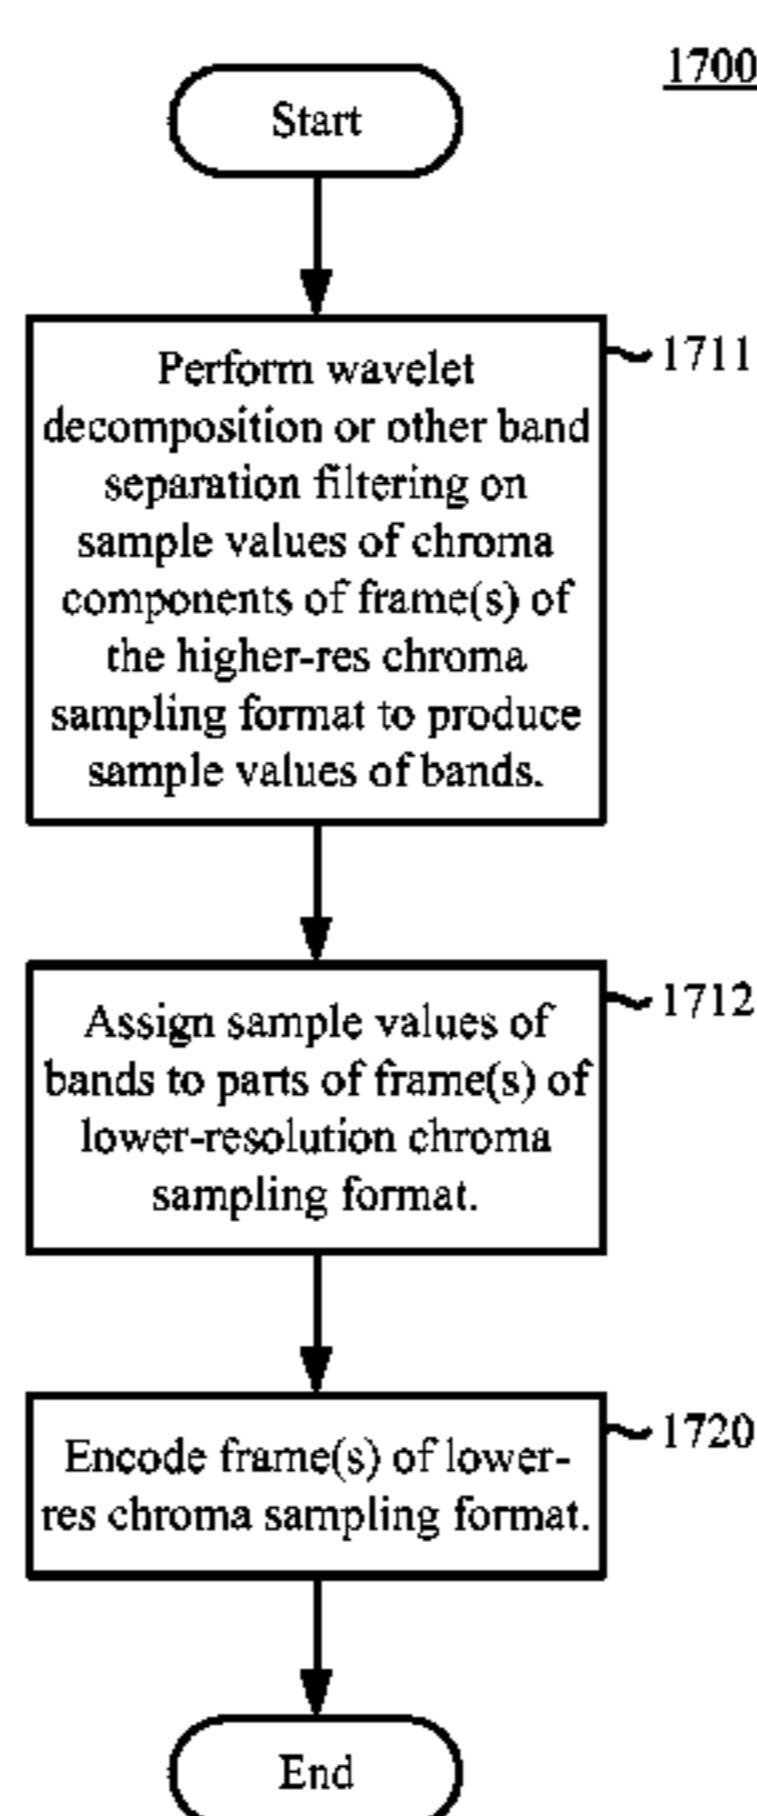 1700
Start
1711
Perform wavelet
decomposition or other band
separation filtering on
sample values of chroma
components of frame(s) of
the higher-res chroma
sampling format to produce
sample values of bands.
1712
Assign sample values of
bands to parts of frame(s) of
lower-resolution chroma
sampling format.
1720
Encode frame(s) of lower-
res chroma sampling format.
End